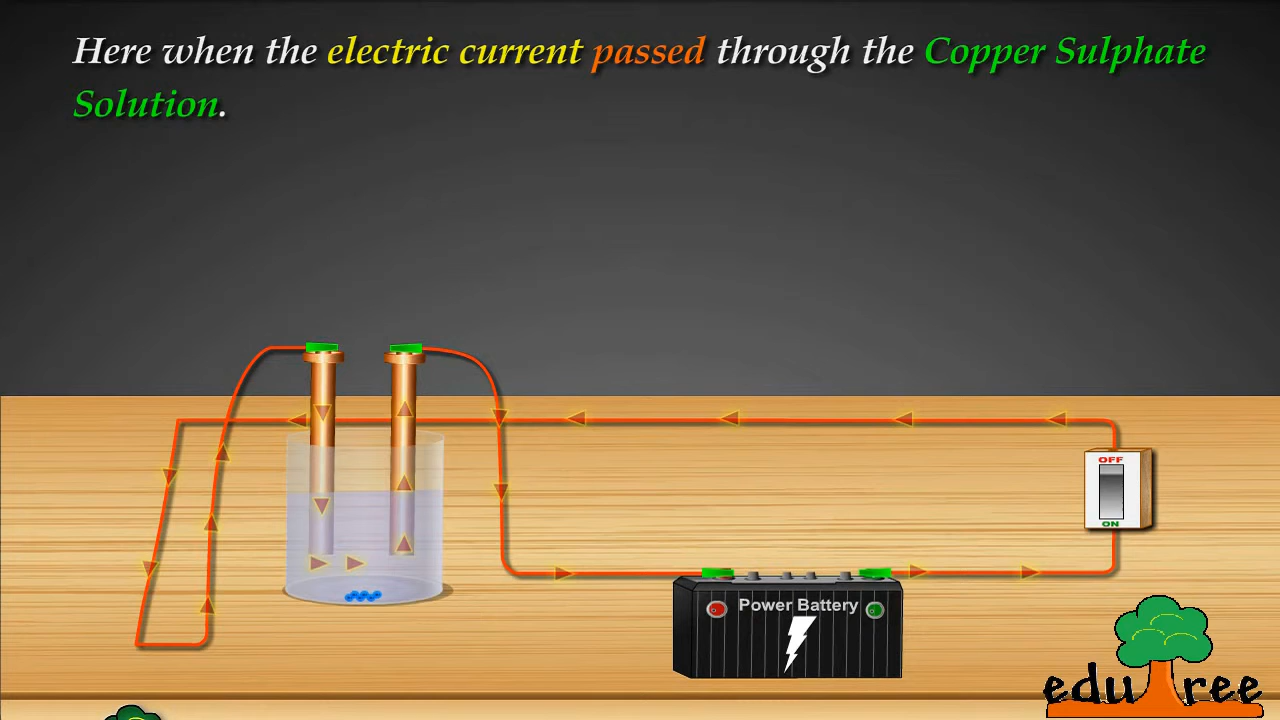 Here when the electric current passed through the Copper Sulphate
Solution.
OFF
ON
Power Battery
edutree